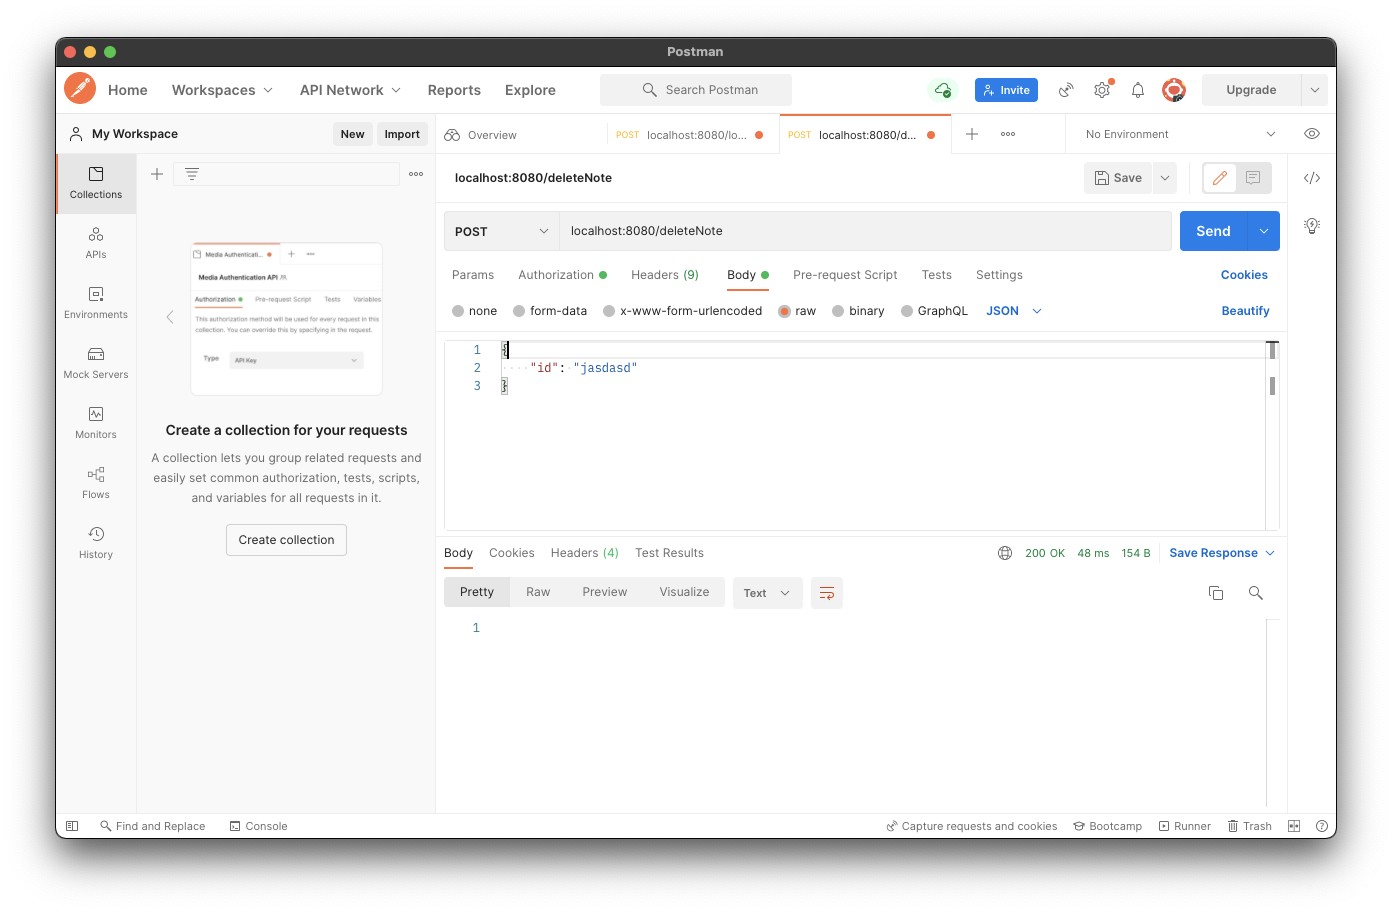 Postman
Home Workspaces API Network Reports Explore Search Postman Invite Upgrade
My Workspace New Import Overview POST localhost:8080/lo... POST localhost:8080/d... No Environment
Collections
APIs
Environments
Mock Servers
Monitors
Flows
History
Media Authenticati...
Media Authentication API
Authorization Pre-request Script Tests Variables
This authorization method will be used for every request in this
collection. You can override this by specifying in the request.
Type API Key
Create a collection for your requests
A collection lets you group related requests and
easily set common authorization, tests, scripts,
and variables for all requests in it.
Create collection
localhost:8080/deleteNote Save
POST localhost:8080/deleteNote Send
Params Authorization Headers (9) Body Pre-request Script Tests Settings Cookies
none form-data x-www-form-urlencoded raw binary GraphQL JSON Beautify
1 {
2 "id": "jasdasd"
3 }
Body Cookies Headers (4) Test Results 200 OK 48 ms 154 B Save Response
Pretty Raw Preview Visualize Text
1
Find and Replace Console Capture requests and cookies Bootcamp Runner Trash